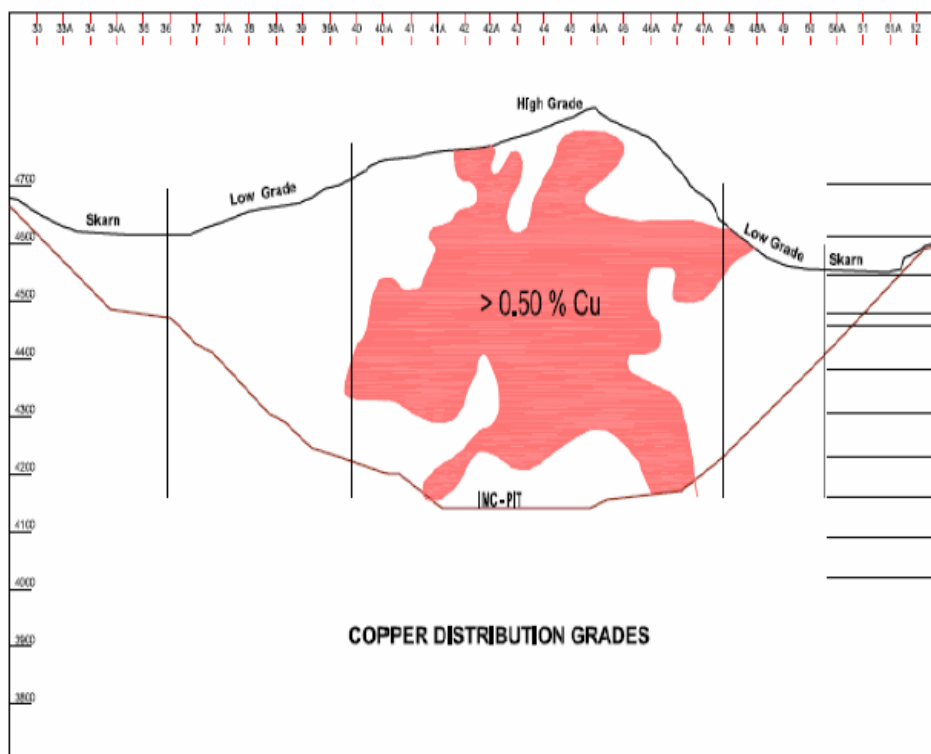 33 33A 34 34A 35 36 37 37A 38 38A 39 39A 40 40A 41 41A 42 42A 43 43A 44 45 45A 46 46A 47 47A 48 48A 49 50 50A 51 51A 52
High Grade
4700
Low Grade
Skarn
Low Grade
Skarn
4600
4500
> 0.50 % Cu
4400
4300
4200
IMC - PIT
4100
4000
COPPER DISTRIBUTION GRADES
3900
3800